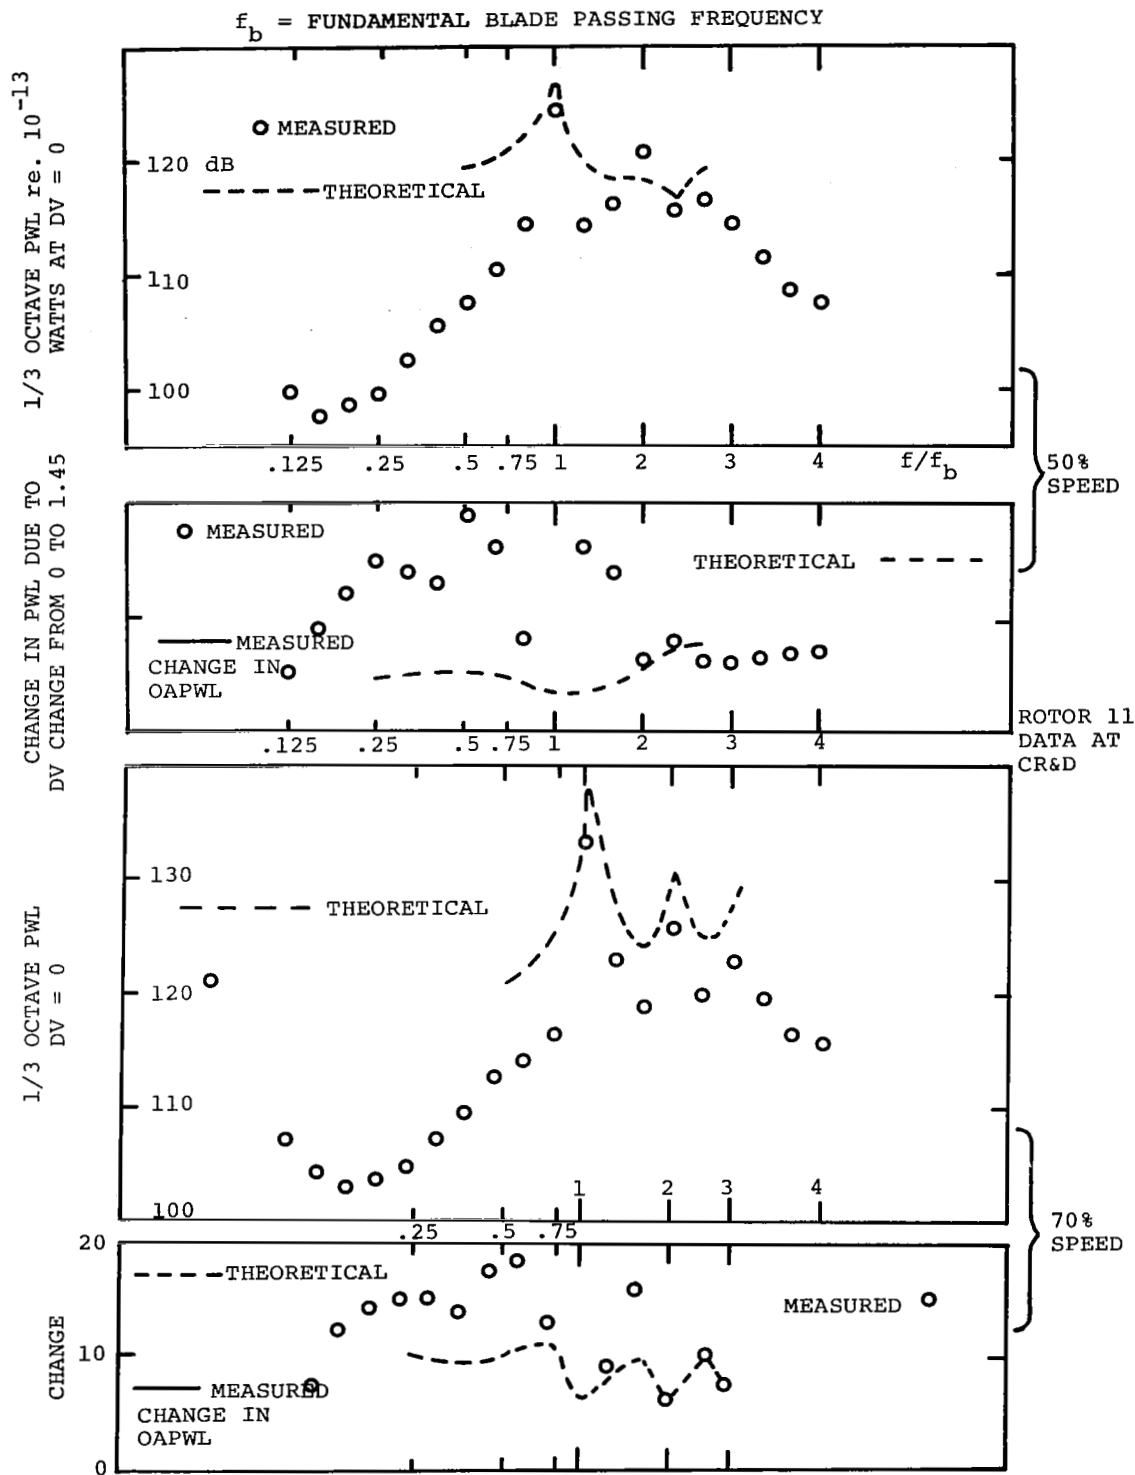 f_b = FUNDAMENTAL BLADE PASSING FREQUENCY
1/3 OCTAVE PWL re. 10^-13
WATTS AT DV = 0
MEASURED
120 dB
THEORETICAL
110
100
.125 .25 .5 .75 1 2 3 4 f/f_b
50%
SPEED
CHANGE IN PWL DUE TO
DV CHANGE FROM 0 TO 1.45
MEASURED
THEORETICAL
MEASURED
CHANGE IN
OAPWL
.125 .25 .5 .75 1 2 3 4
ROTOR 11
DATA AT
CR&D
1/3 OCTAVE PWL
DV = 0
130
THEORETICAL
120
110
100
1 2 3 4
.25 .5 .75
70%
SPEED
CHANGE
20
THEORETICAL
MEASURED
10
MEASURED
CHANGE IN
OAPWL
0